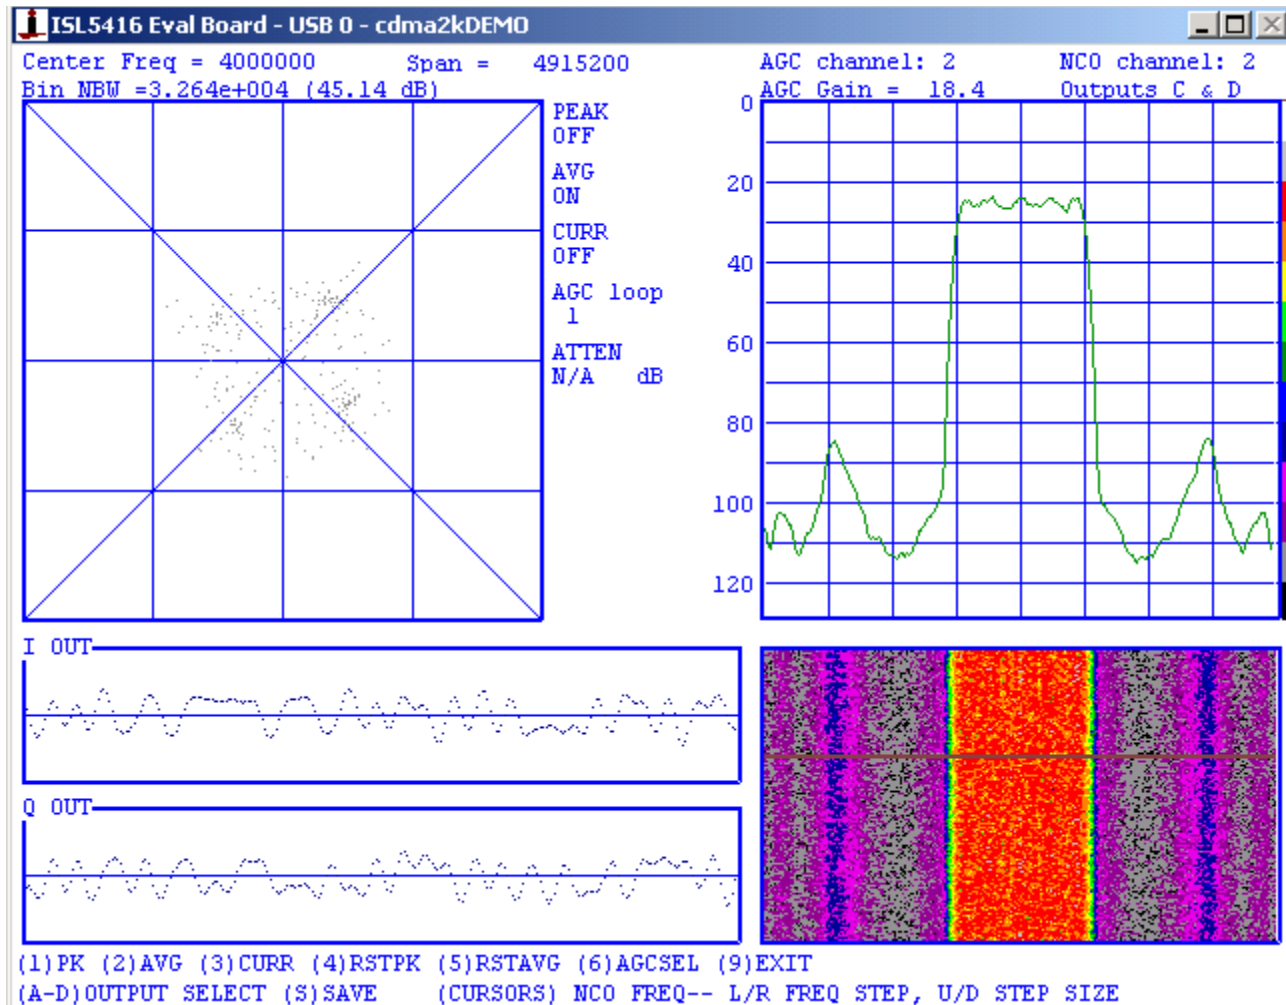 ISL5416 Eval Board - USB 0 - cdma2kDEMO
Center Freq = 4000000 Span = 4915200
Bin NBW =3.264e+004 (45.14 dB)
AGC channel: 2 NCO channel: 2
AGC Gain = 18.4 Outputs C & D
PEAK
OFF
AVG
ON
CURR
OFF
AGC loop
1
ATTEN
N/A dB
0
20
40
60
80
100
120
I OUT
Q OUT
(1)PK (2)AVG (3)CURR (4)RSTPK (5)RSTAVG (6)AGCSEL (9)EXIT
(A-D)OUTPUT SELECT (S)SAVE (CURSORS) NCO FREQ-- L/R FREQ STEP, U/D STEP SIZE